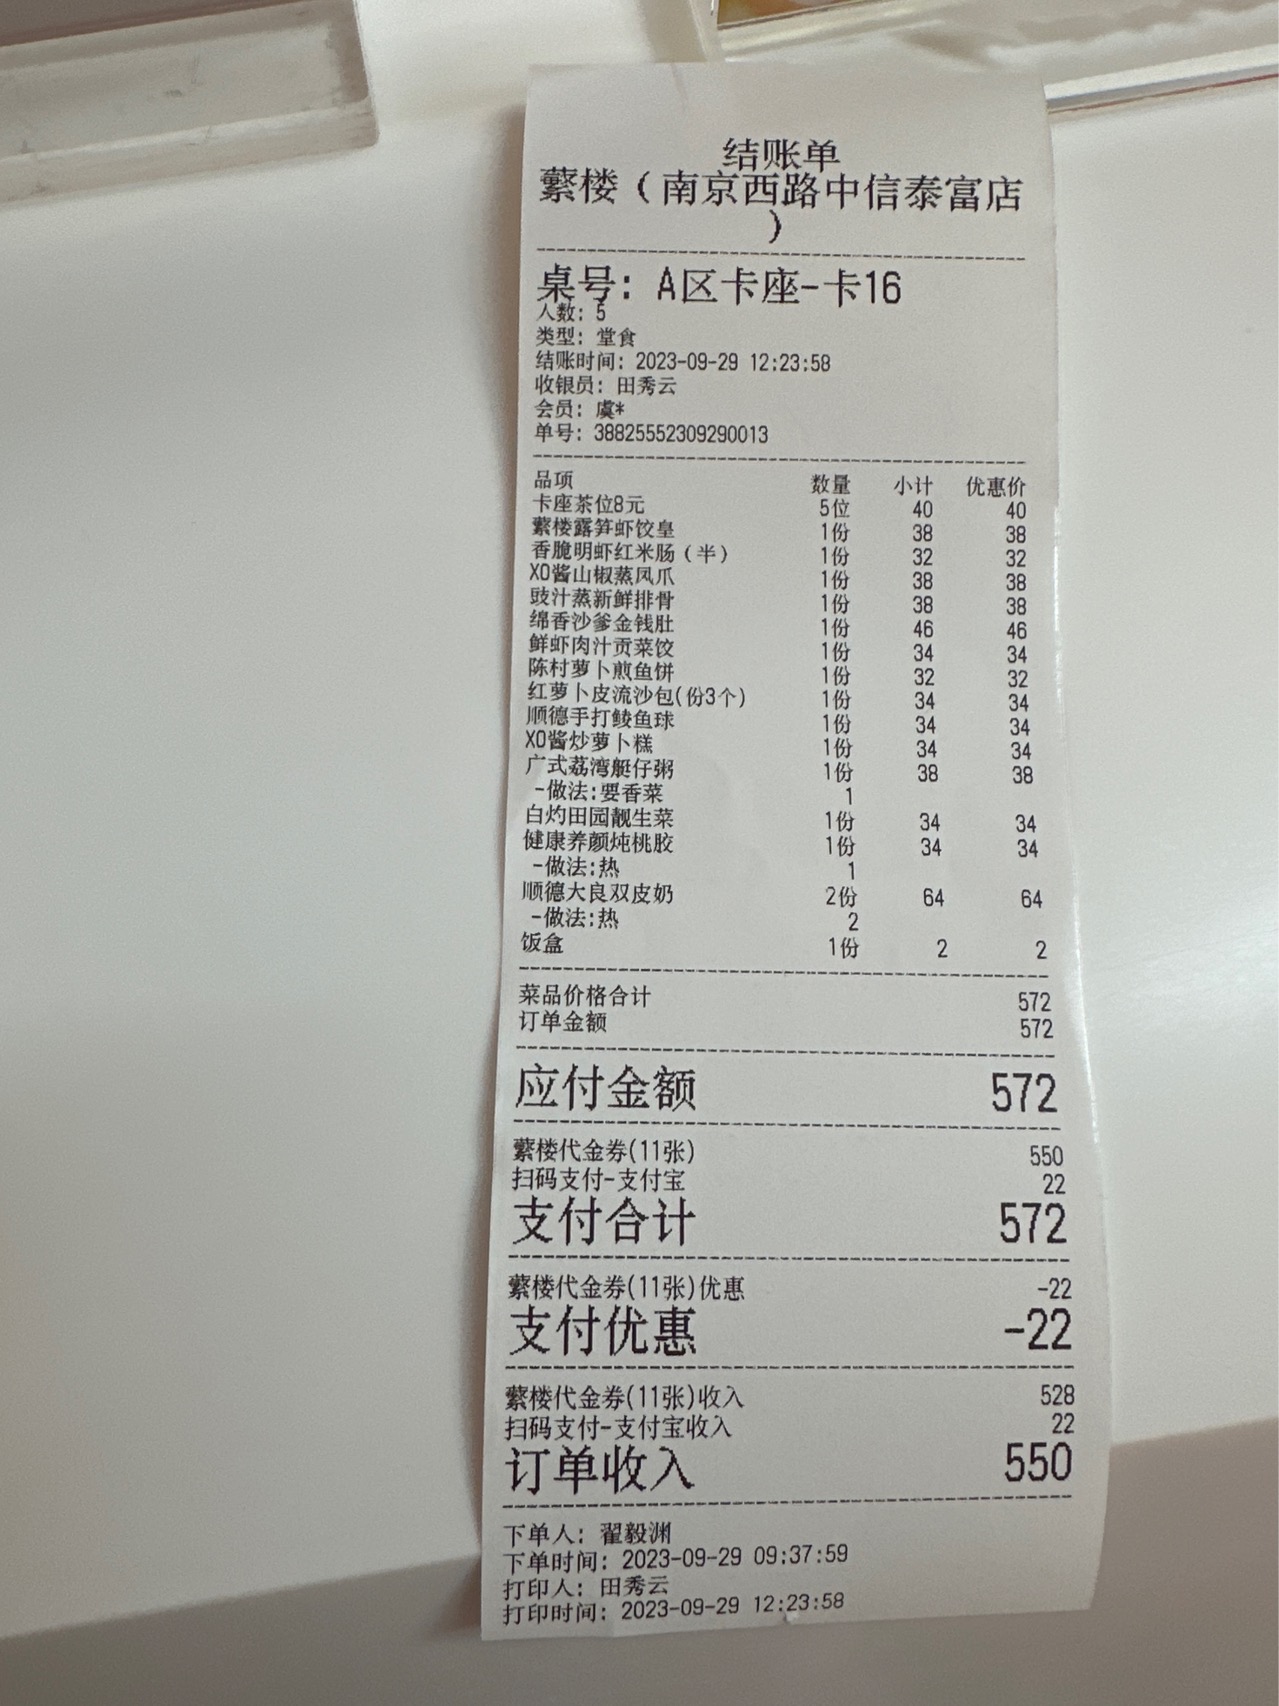 结账单
蘩楼（南京西路中信泰富店
）
桌号: A区卡座-卡16
人数: 5
类型: 堂食
结账时间: 2023-09-29 12:23:58
收银员: 田秀云
会员: 虞*
单号: 38825552309290013
品项 数量 小计 优惠价
卡座茶位8元 5位 40 40
蘩楼露笋虾饺皇 1份 38 38
香脆明虾红米肠（半） 1份 32 32
XO酱山椒蒸凤爪 1份 38 38
豉汁蒸新鲜排骨 1份 38 38
绵香沙爹金钱肚 1份 46 46
鲜虾肉汁贡菜饺 1份 34 34
陈村萝卜煎鱼饼 1份 32 32
红萝卜皮流沙包(份3个) 1份 34 34
顺德手打鲮鱼球 1份 34 34
XO酱炒萝卜糕 1份 34 34
广式荔湾艇仔粥 1份 38 38
-做法:要香菜 1
白灼田园靓生菜 1份 34 34
健康养颜炖桃胶 1份 34 34
-做法:热 1
顺德大良双皮奶 2份 64 64
-做法:热 2
饭盒 1份 2 2
菜品价格合计 572
订单金额 572
应付金额 572
蘩楼代金券(11张) 550
扫码支付-支付宝 22
支付合计 572
蘩楼代金券(11张)优惠 -22
支付优惠 -22
蘩楼代金券(11张)收入 528
扫码支付-支付宝收入 22
订单收入 550
下单人: 翟毅渊
下单时间: 2023-09-29 09:37:59
打印人: 田秀云
打印时间: 2023-09-29 12:23:58